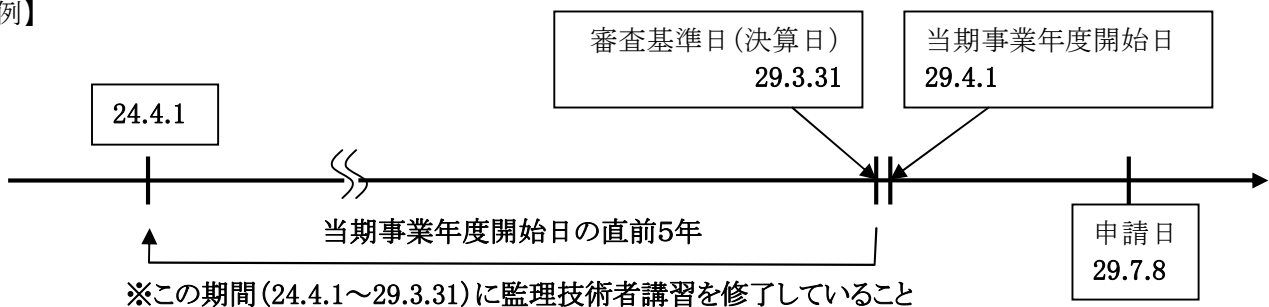 例】
審査基準日(決算日)
29.3.31
当期事業年度開始日
29.4.1
24.4.1
当期事業年度開始日の直前5年
申請日
29.7.8
※この期間(24.4.1～29.3.31)に監理技術者講習を修了していること